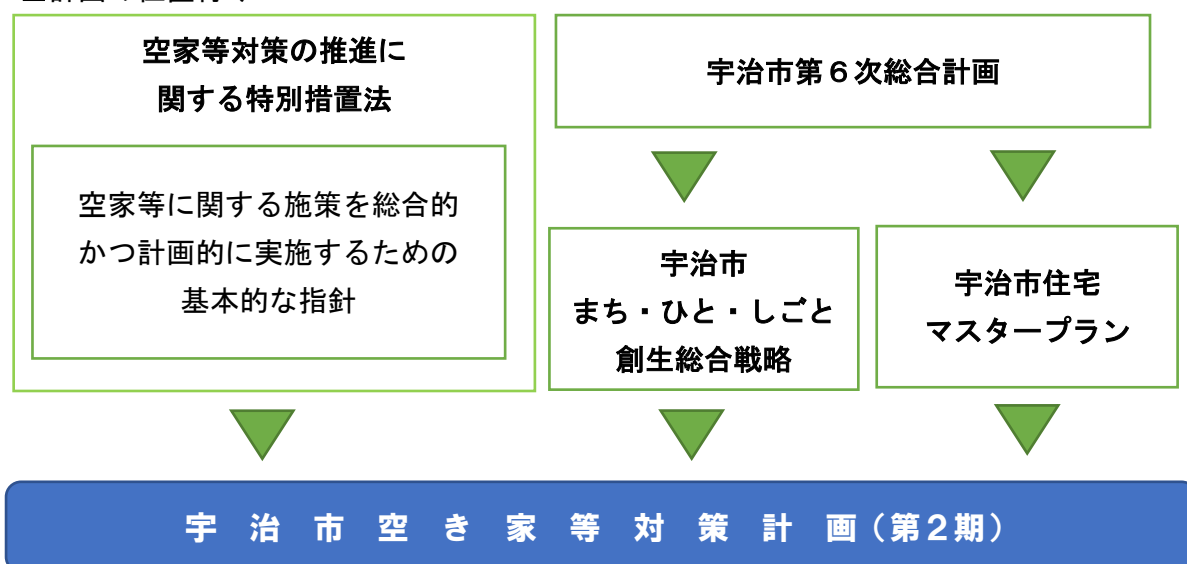 空家等対策の推進に
関する特別措置法
空家等に関する施策を総合的
かつ計画的に実施するための
基本的な指針
宇治市第６次総合計画
宇治市
まち・ひと・しごと
創生総合戦略
宇治市住宅
マスタープラン
宇治市空き家等対策計画（第２期）